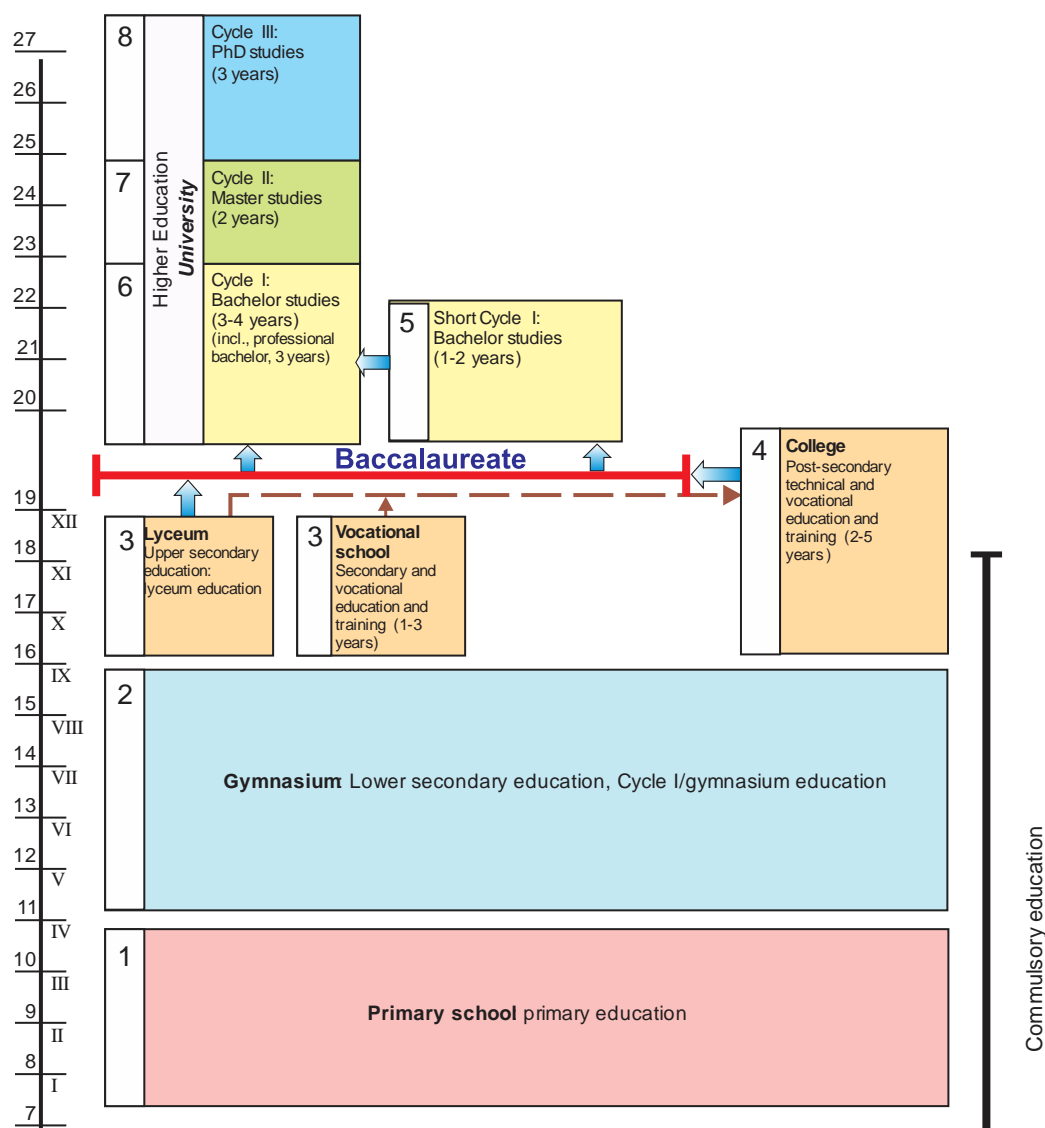 27
26
25
24
23
22
21
20
19
XII
18
XI
17
X
16
IX
15
VIII
14
VII
13
VI
12
V
11
IV
10
III
9
II
8
I
7
8
7
6
Higher Education
University
Cycle III:
PhD studies
(3 years)
Cycle II:
Master studies
(2 years)
Cycle I:
Bachelor studies
(3-4 years)
(incl., professional
bachelor, 3 years)
5
Short Cycle I:
Bachelor studies
(1-2 years)
Baccalaureate
4
College
Post-secondary
technical and
vocational
education and
training (2-5
years)
3
Lyceum
Upper secondary
education:
lyceum education
3
Vocational
school
Secondary and
vocational
education and
training (1-3
years)
2
Gymnasium: Lower secondary education, Cycle I/gymnasium education
1
Primary school primary education
Commulsory education